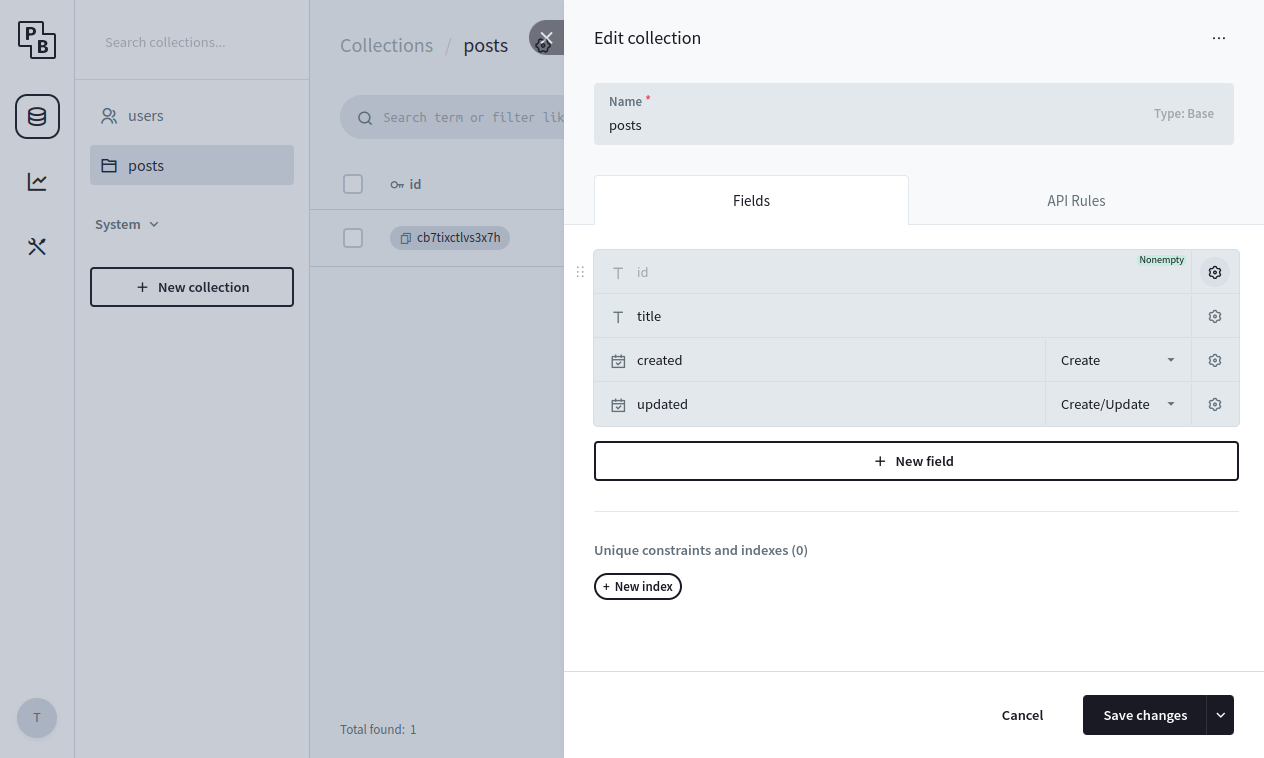 P
B
Search collections...
users
posts
System
New collection
T
Collections / posts
Search term or filter lik
id
cb7tixctlvs3x7h
Total found: 1
Edit collection
Name *
posts
Type: Base
Fields
API Rules
id
Nonempty
title
created
Create
updated
Create/Update
New field
Unique constraints and indexes (0)
+ New index
Cancel
Save changes